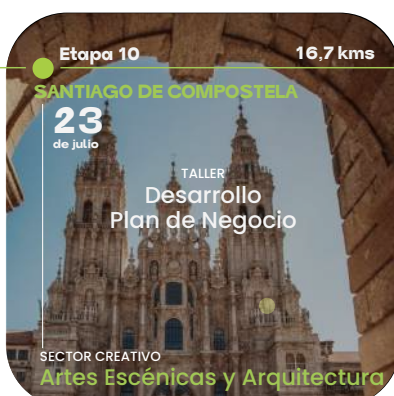 Etapa 10
16,7 kms
SANTIAGO DE COMPOSTELA
23
de julio
TALLER
Desarrollo
Plan de Negocio
SECTOR CREATIVO
Artes Escénicas y Arquitectura